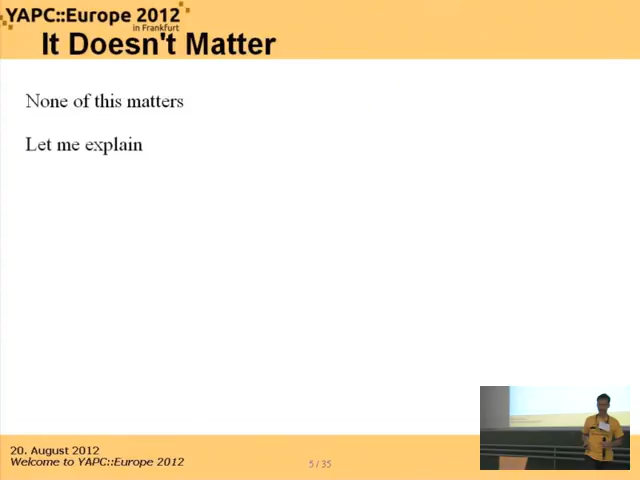 YAPC::Europe 2012
in Frankfurt
It Doesn't Matter
None of this matters
Let me explain
20. August 2012
Welcome to YAPC::Europe 2012
5 / 35